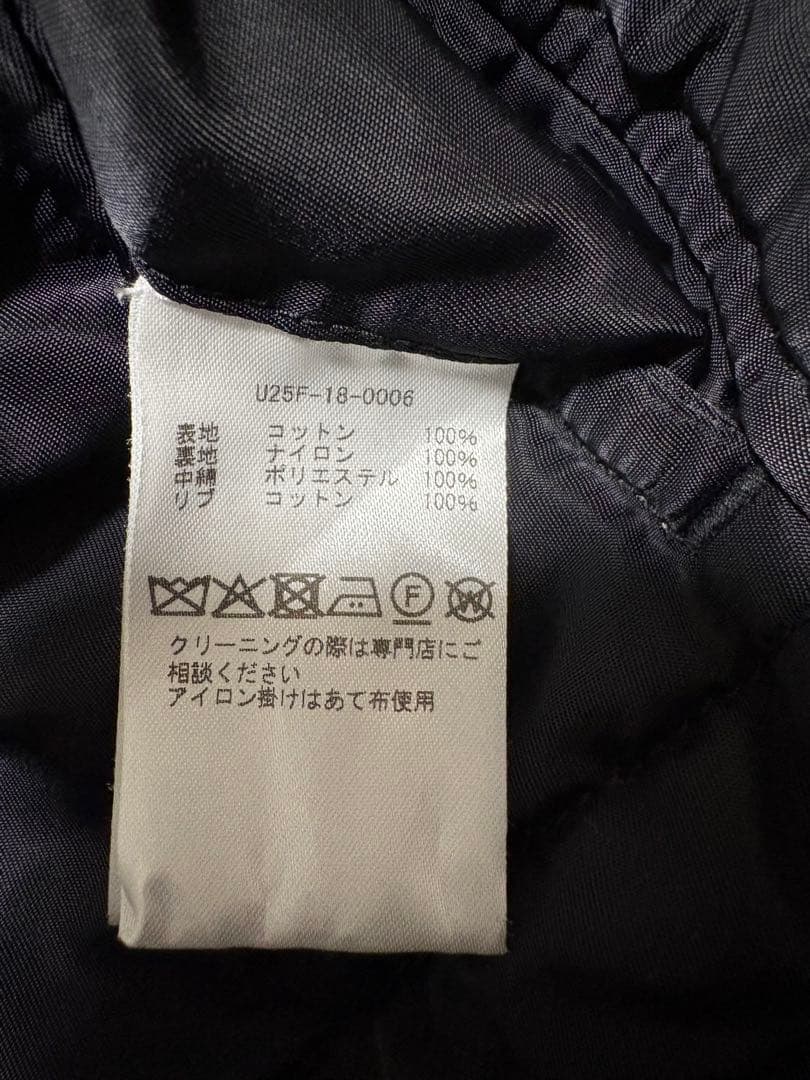 U25F-18-0006
表地 コットン 100%
裏地 ナイロン 100%
中綿 ポリエステル 100%
リブ コットン 100%
F W
クリーニングの際は専門店にご
相談ください
アイロン掛けはあて布使用